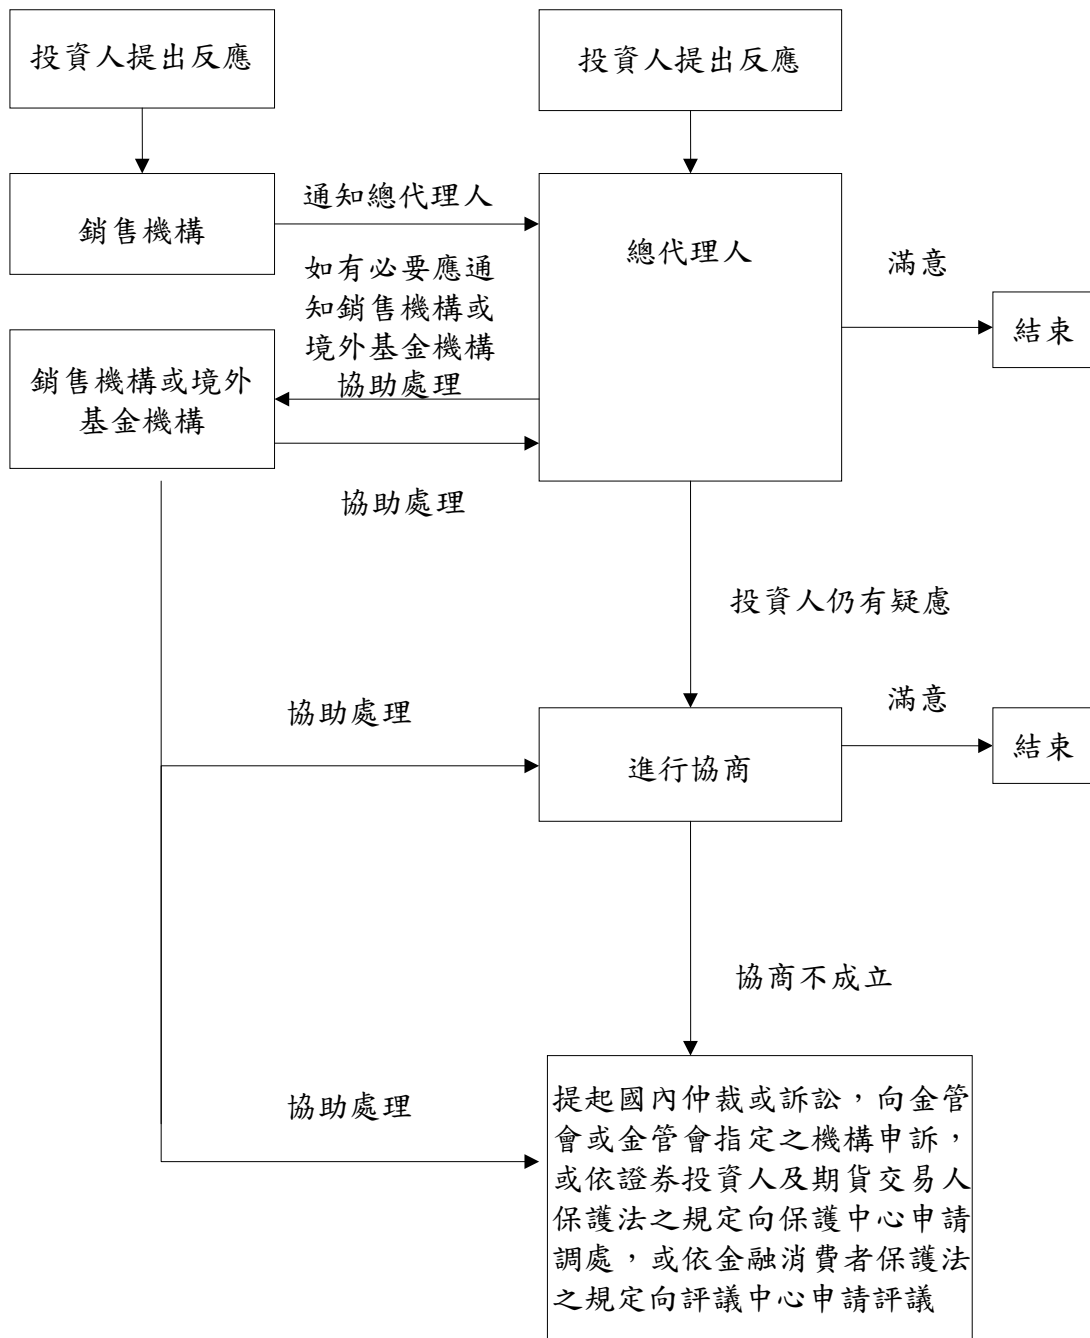 投資人提出反應
投資人提出反應
銷售機構
通知總代理人
總代理人
滿意
結束
如有必要應通
知銷售機構或
境外基金機構
協助處理
銷售機構或境外
基金機構
協助處理
投資人仍有疑慮
協助處理
進行協商
滿意
結束
協商不成立
協助處理
提起國內仲裁或訴訟，向金管
會或金管會指定之機構申訴，
或依證券投資人及期貨交易人
保護法之規定向保護中心申請
調處，或依金融消費者保護法
之規定向評議中心申請評議